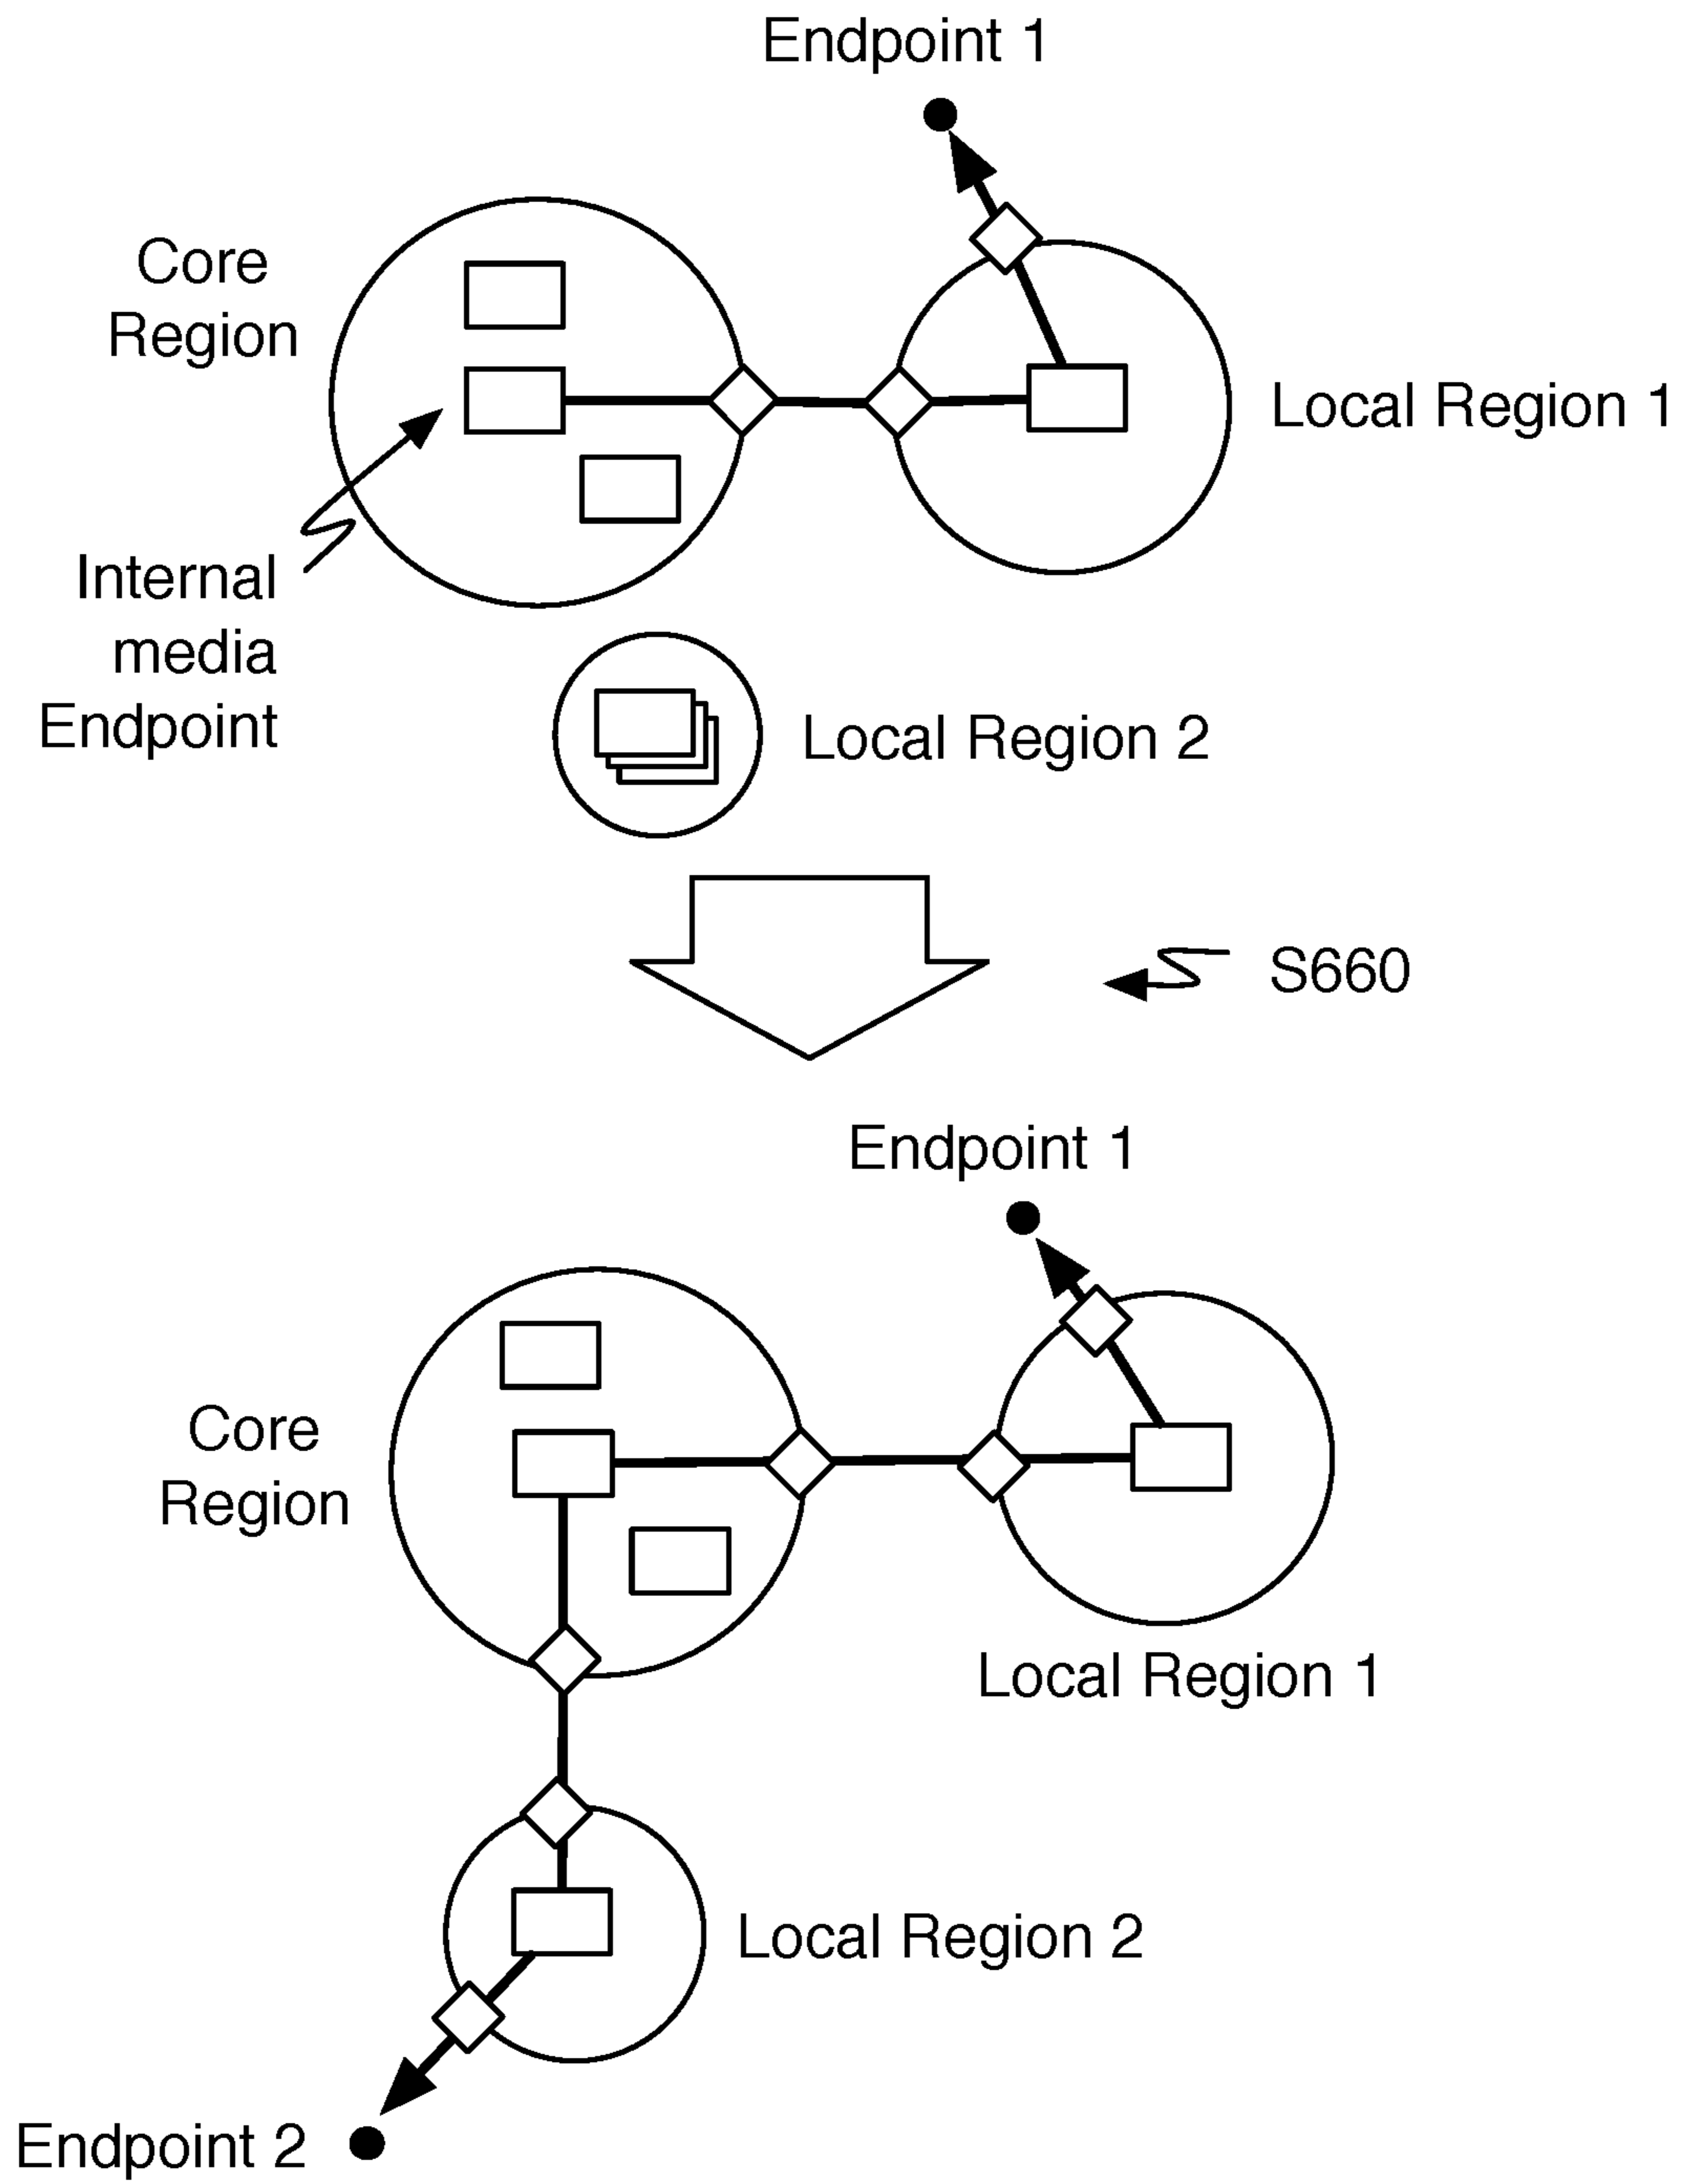 Endpoint 1
Core
Region
Local Region 1
Internal
media
Endpoint
Local Region 2
S660
Endpoint 1
Core
Region
Local Region 1
Local Region 2
Endpoint 2